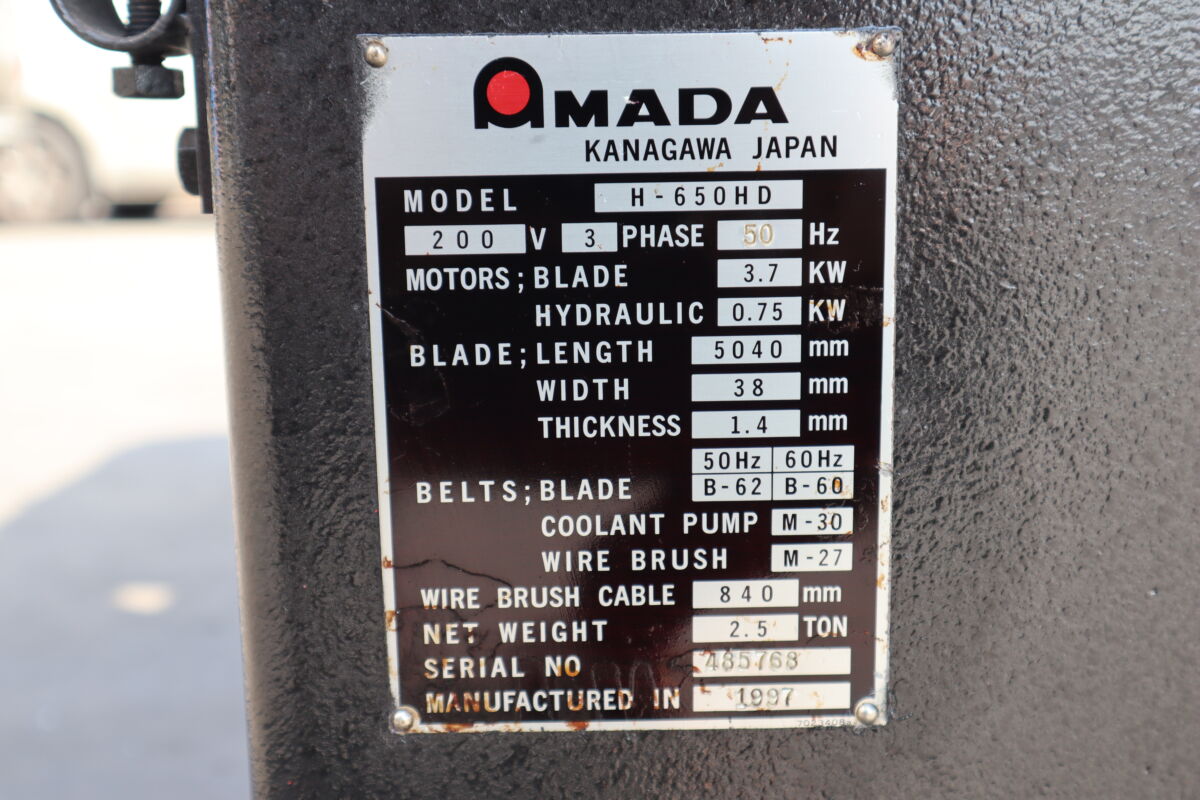 AMADA
KANAGAWA JAPAN
MODEL H-650HD
200 V 3 PHASE 50 Hz
MOTORS; BLADE 3.7 KW
HYDRAULIC 0.75 KW
BLADE; LENGTH 5040 mm
WIDTH 38 mm
THICKNESS 1.4 mm
50Hz 60Hz
BELTS; BLADE B-62 B-60
COOLANT PUMP M-30
WIRE BRUSH M-27
WIRE BRUSH CABLE 840 mm
NET WEIGHT 2.5 TON
SERIAL NO 485768
MANUFACTURED IN 1997